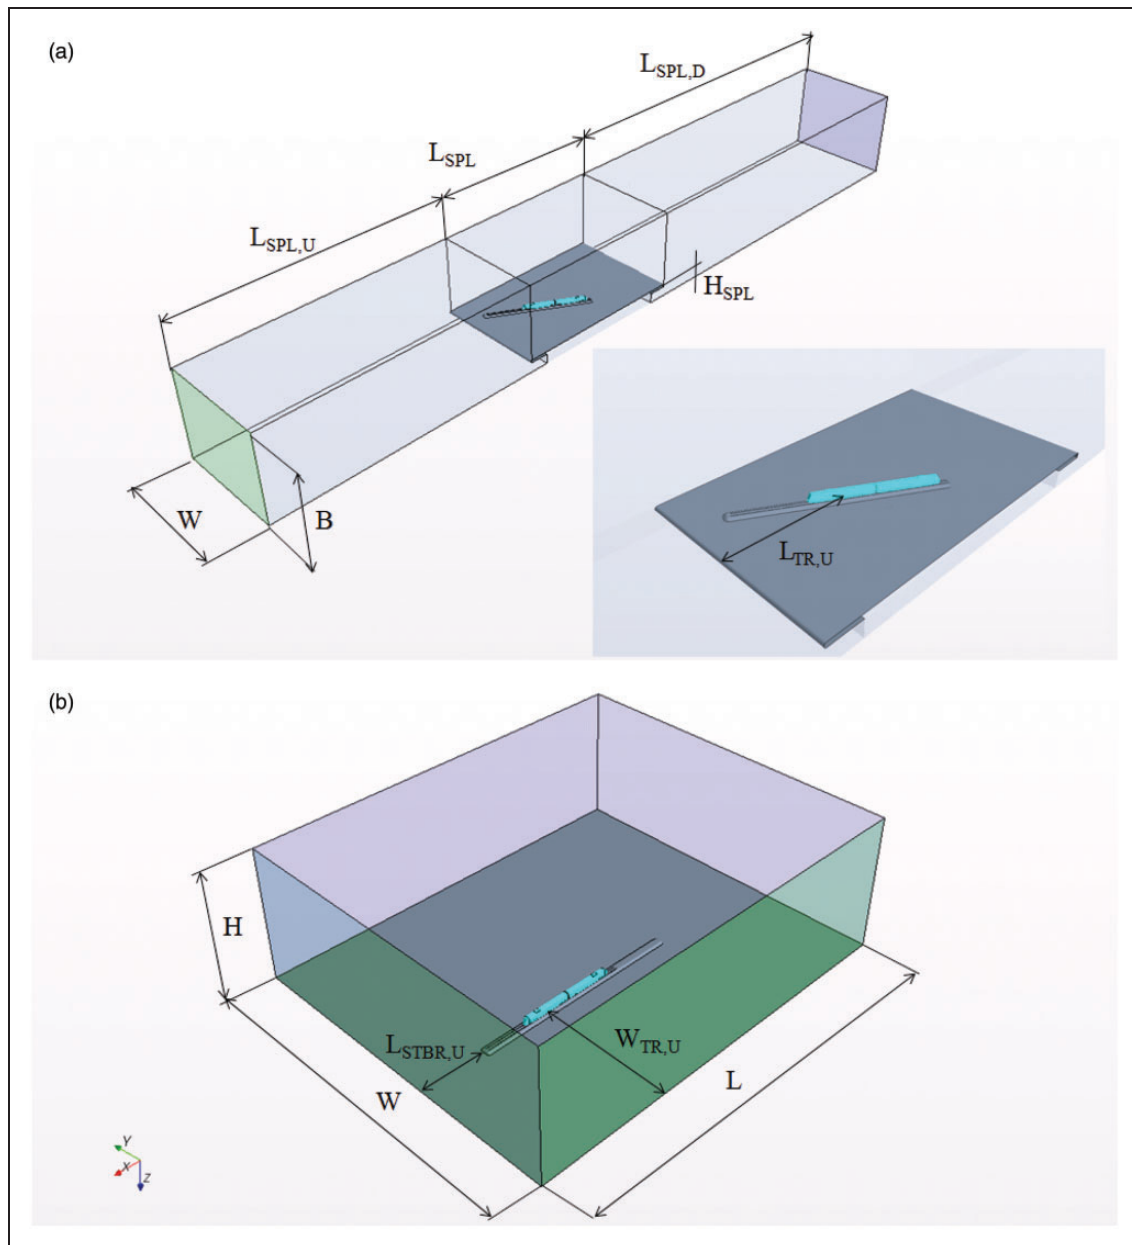 (a)
L_SPL,D
L_SPL
L_SPL,U
H_SPL
W
B
L_TR,U
(b)
H
L_STBR,U
W_TR,U
W
L
Y
X
Z